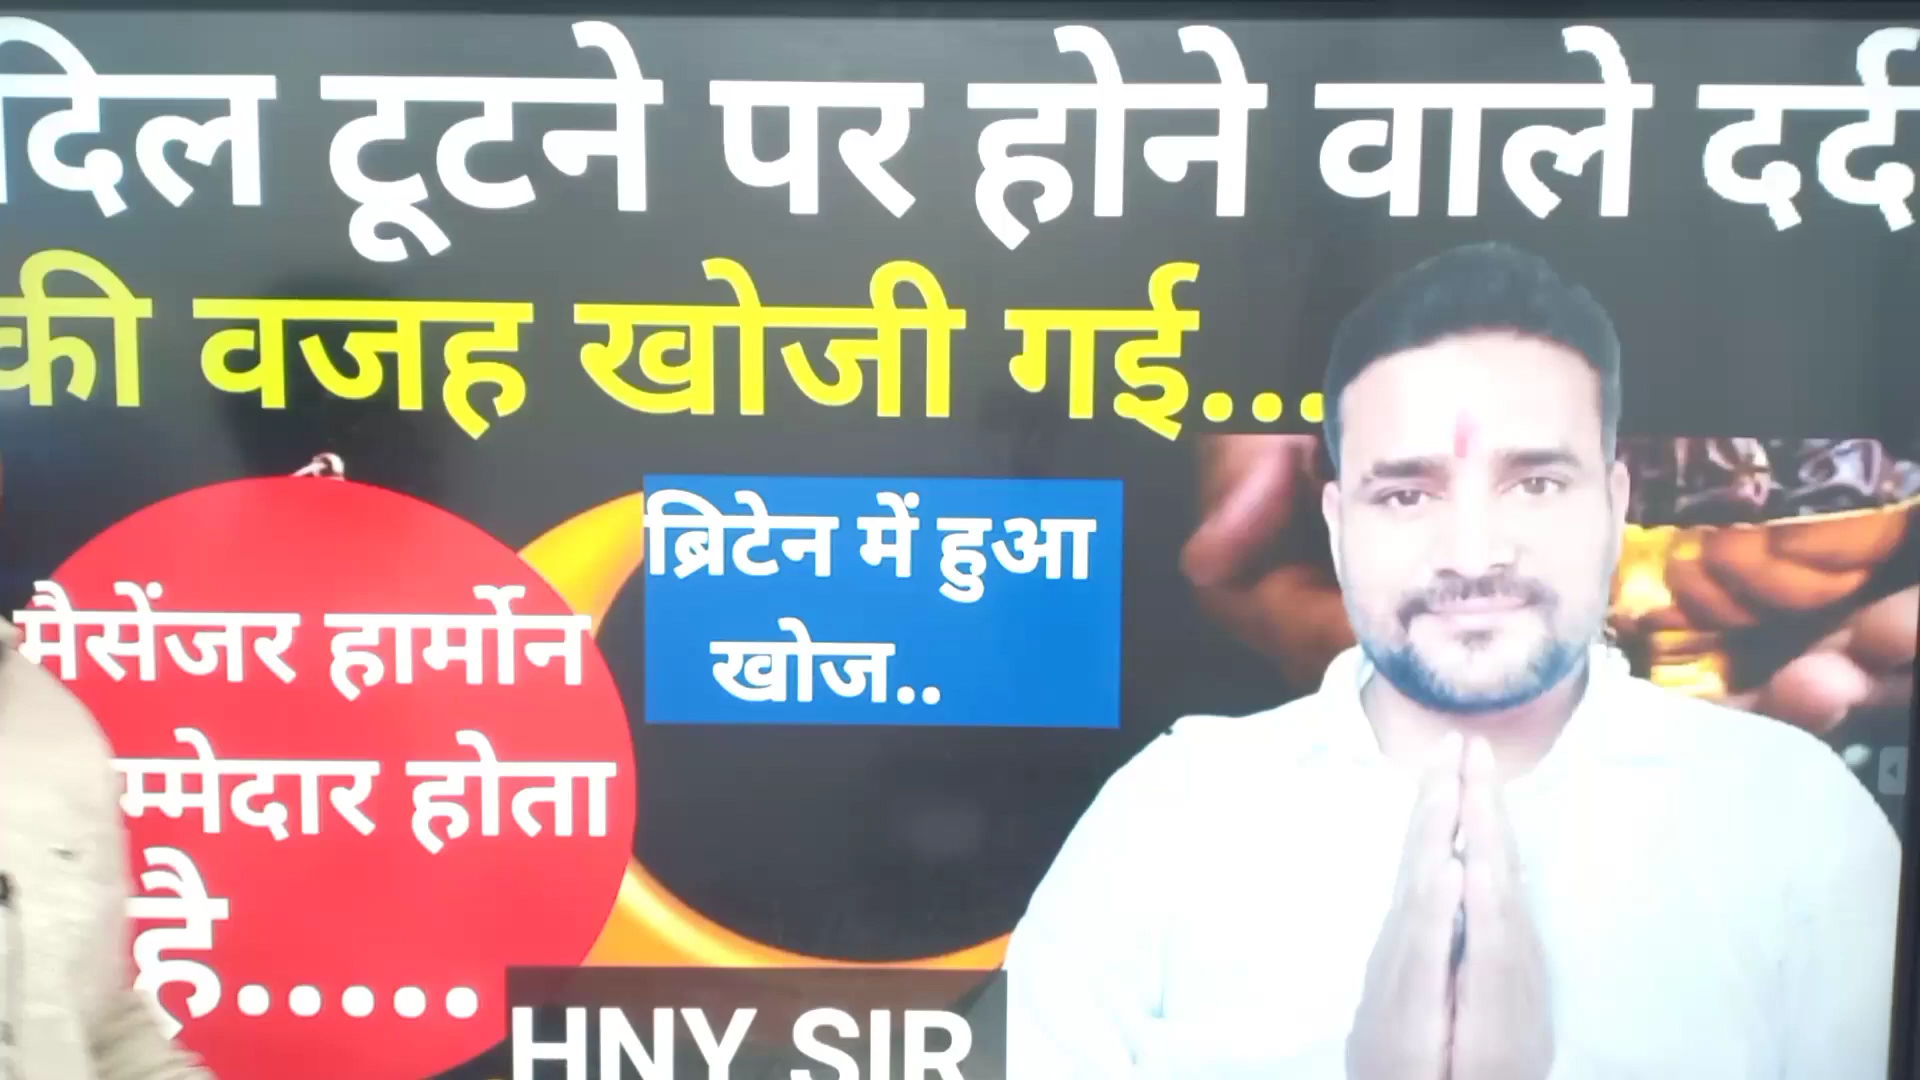 दिल टूटने पर होने वाले दर्द
की वजह खोजी गई...
ब्रिटेन में हुआ
खोज..
मैसेंजर हार्मोन
म्मेदार होता
है.....
HNY SIR